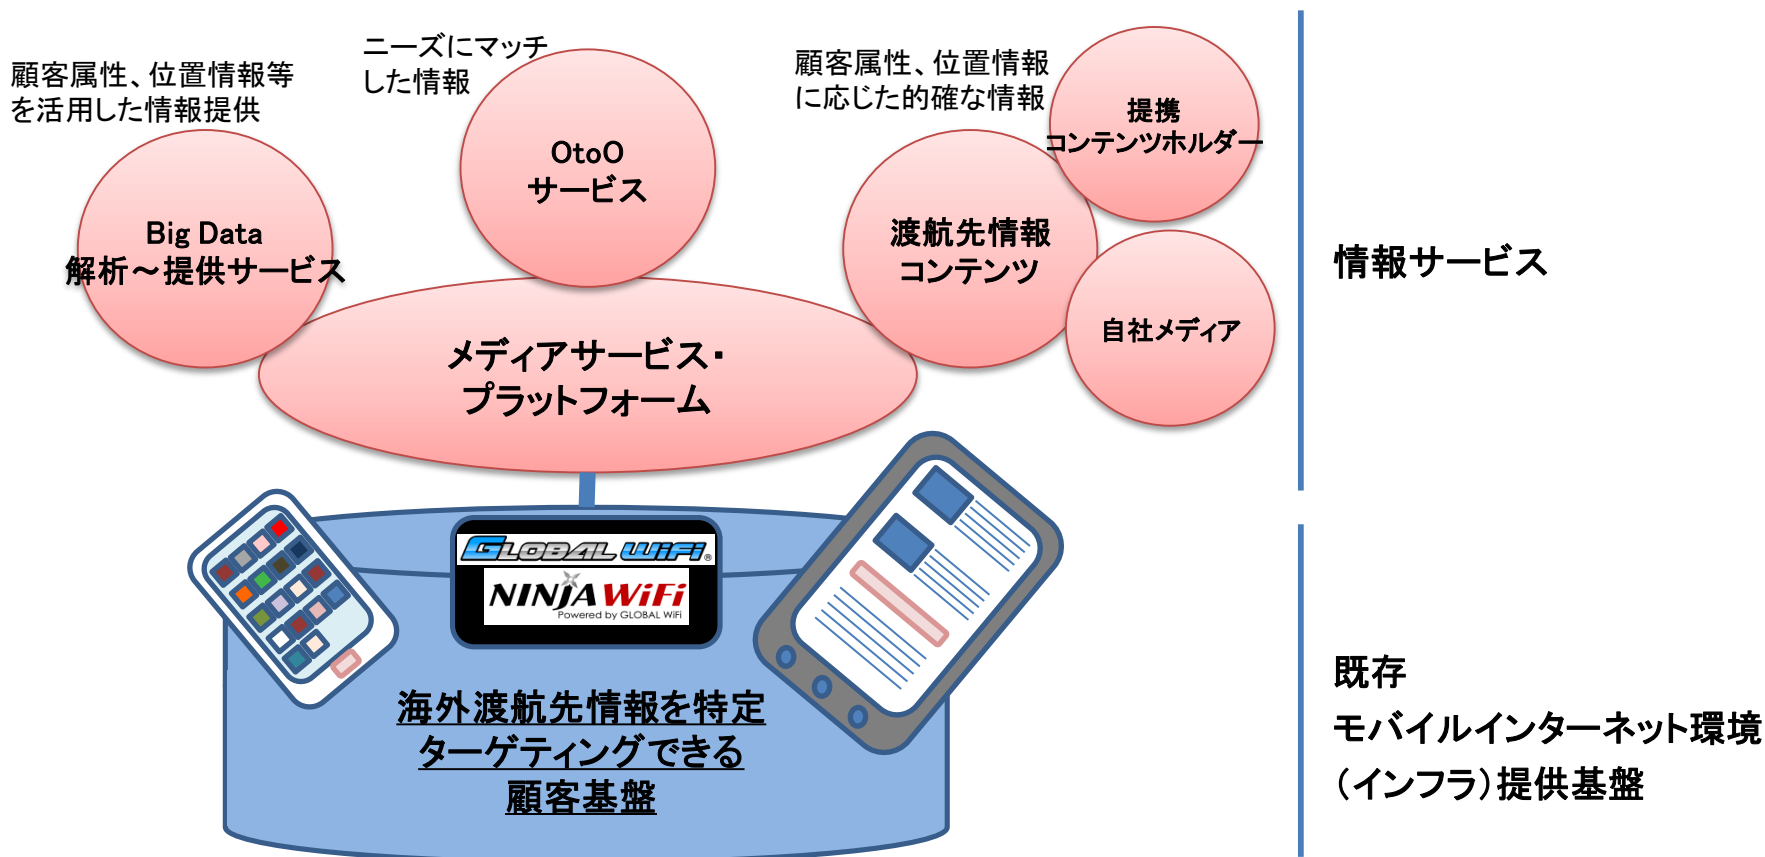 顧客属性、位置情報等
を活用した情報提供
ニーズにマッチ
した情報
顧客属性、位置情報
に応じた的確な情報
提携
コンテンツホルダー
OtoO
サービス
Big Data
解析～提供サービス
渡航先情報
コンテンツ
自社メディア
メディアサービス・
プラットフォーム
情報サービス
GLOBAL WiFi®
NINJA WiFi
Powered by GLOBAL WiFi
海外渡航先情報を特定
ターゲティングできる
顧客基盤
既存
モバイルインターネット環境
（インフラ）提供基盤